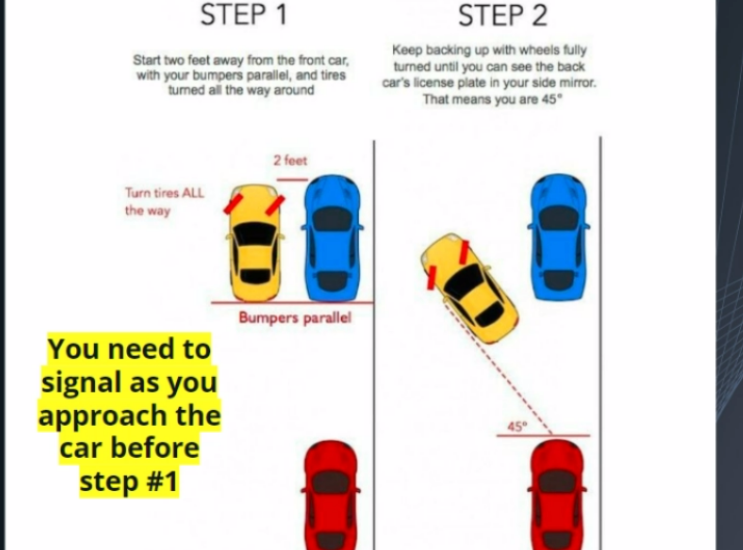 STEP 1
Start two feet away from the front car,
with your bumpers parallel, and tires
turned all the way around
2 feet
Turn tires ALL
the way
Bumpers parallel
You need to
signal as you
approach the
car before
step #1
STEP 2
Keep backing up with wheels fully
turned until you can see the back
car's license plate in your side mirror.
That means you are 45°
45°